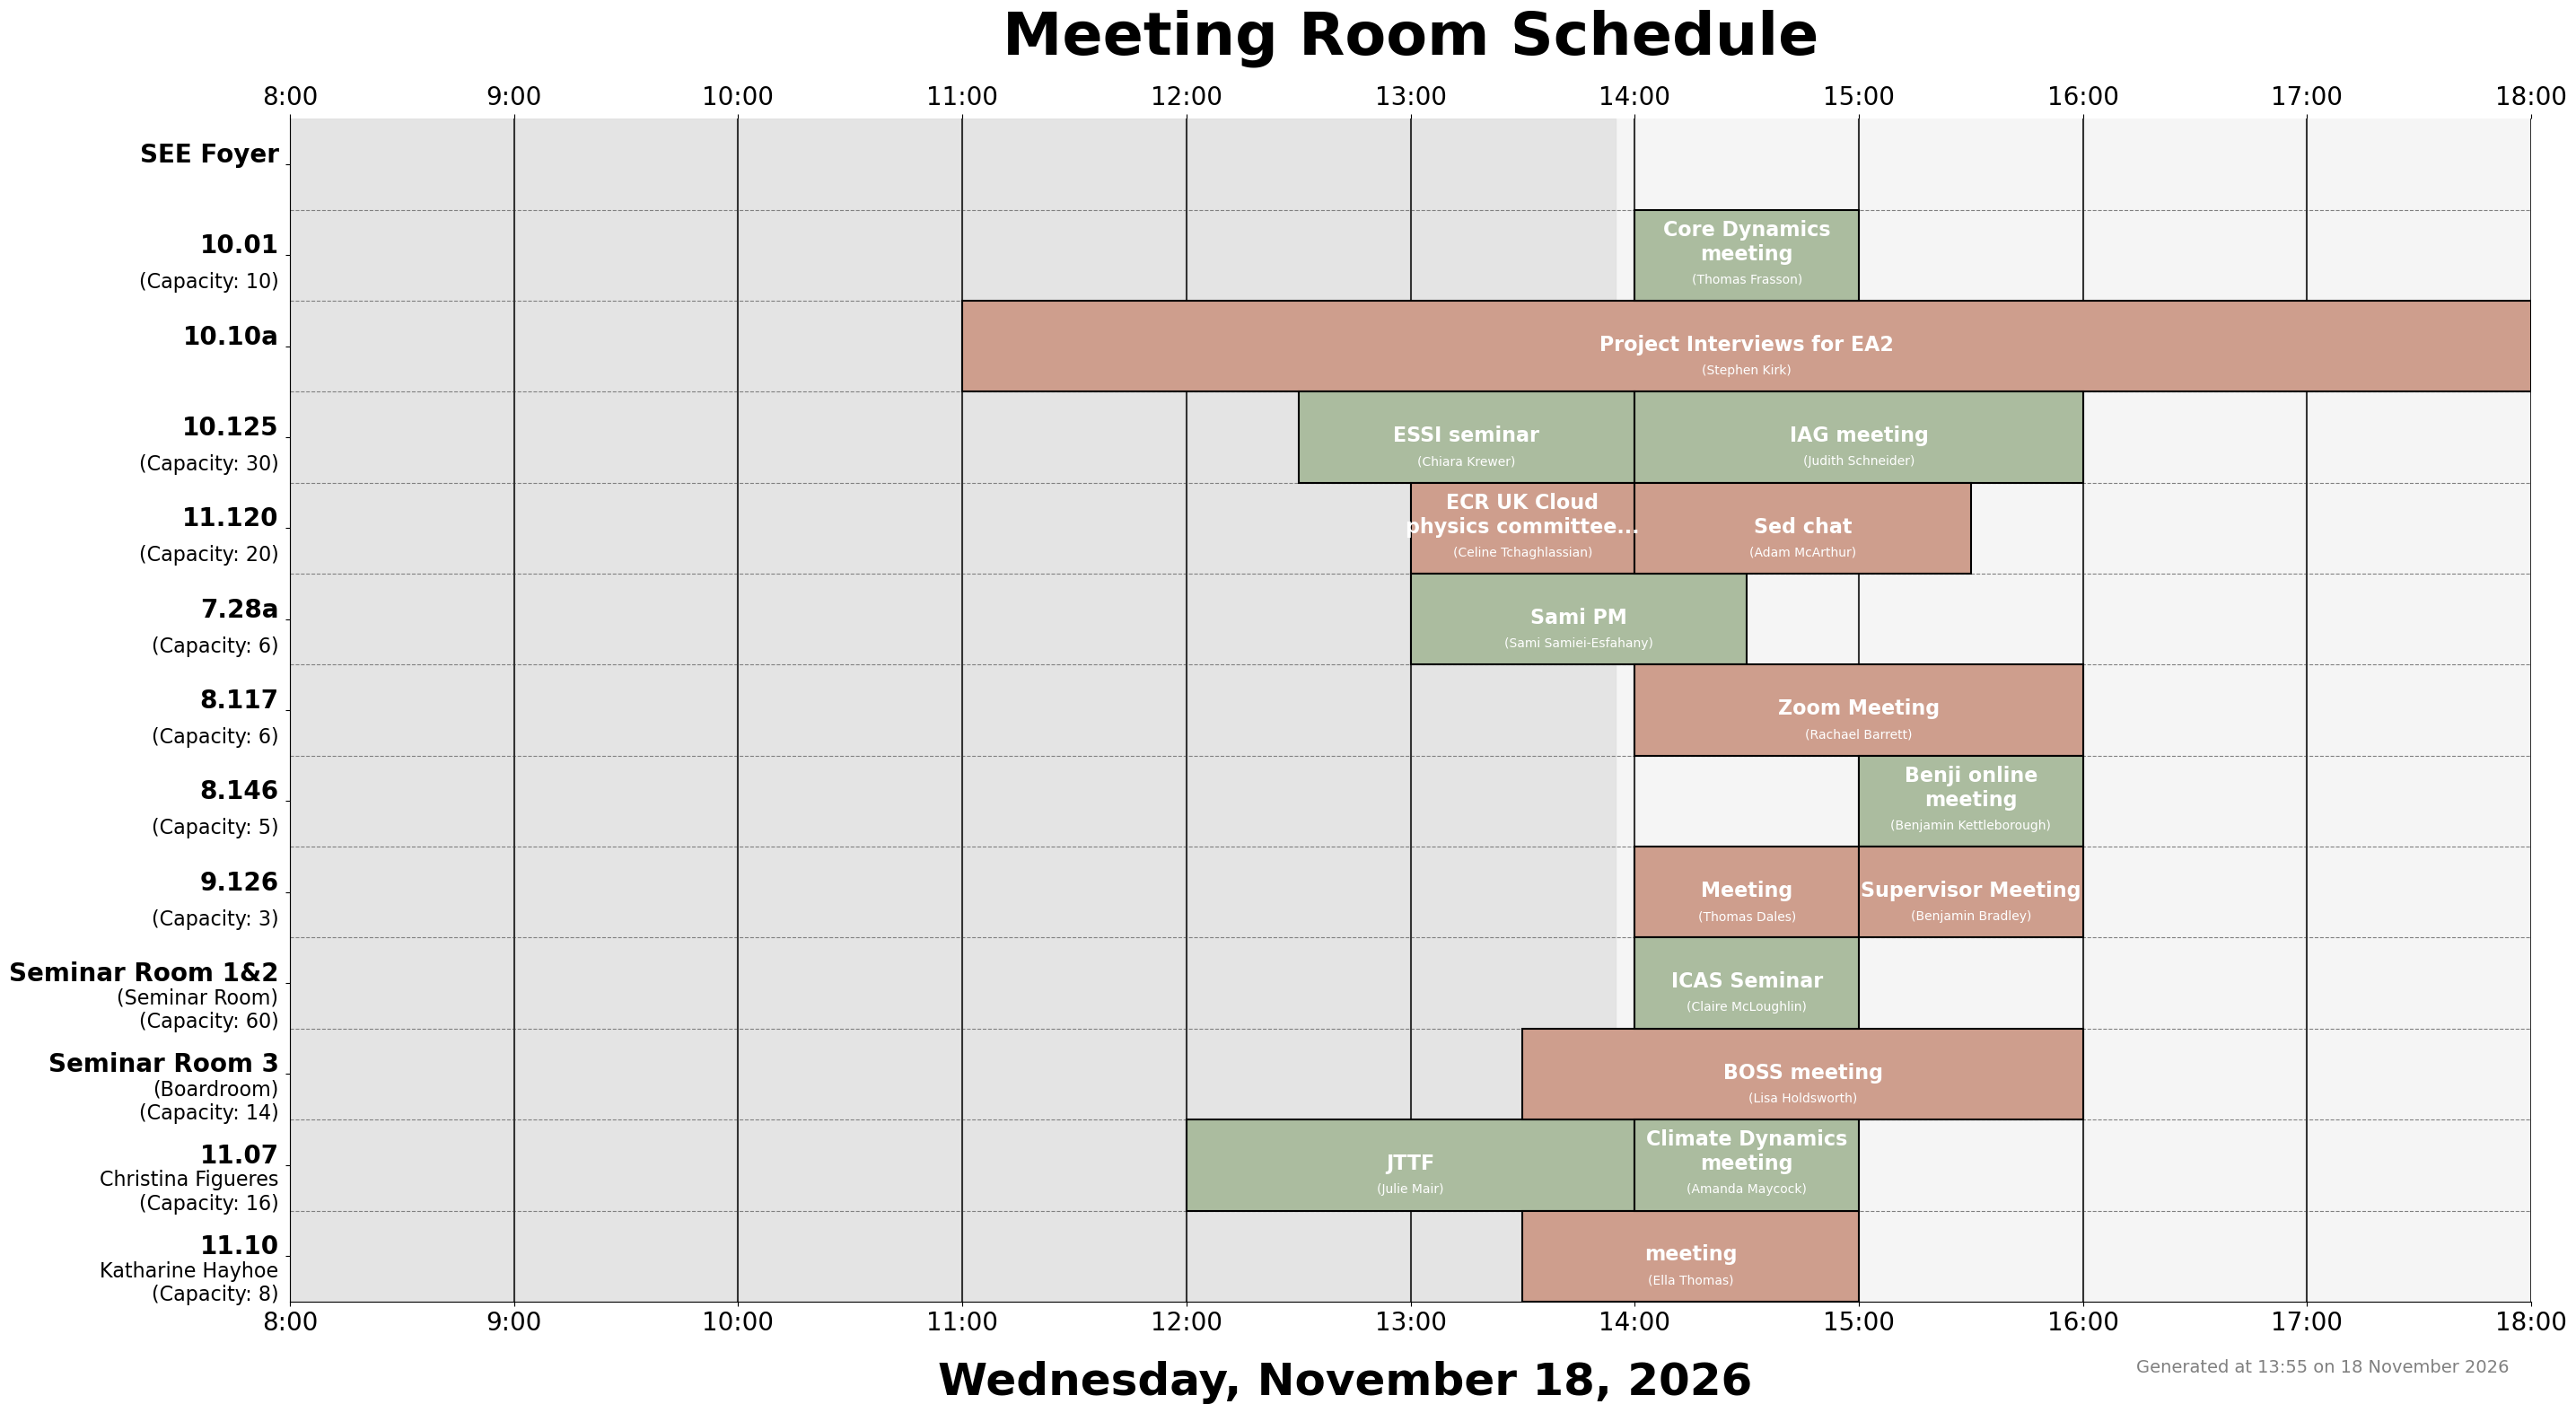 Meeting Room Schedule
8:00 9:00 10:00 11:00 12:00 13:00 14:00 15:00 16:00 17:00 18:00
SEE Foyer
10.01
(Capacity: 10)
Core Dynamics
meeting
(Thomas Frasson)
10.10a
Project Interviews for EA2
(Stephen Kirk)
10.125
(Capacity: 30)
ESSI seminar
(Chiara Krewer)
IAG meeting
(Judith Schneider)
11.120
(Capacity: 20)
ECR UK Cloud
physics committee...
(Celine Tchaghlassian)
Sed chat
(Adam McArthur)
7.28a
(Capacity: 6)
Sami PM
(Sami Samiei-Esfahany)
8.117
(Capacity: 6)
Zoom Meeting
(Rachael Barrett)
8.146
(Capacity: 5)
Benji online
meeting
(Benjamin Kettleborough)
9.126
(Capacity: 3)
Meeting
(Thomas Dales)
Supervisor Meeting
(Benjamin Bradley)
Seminar Room 1&2
(Seminar Room)
(Capacity: 60)
ICAS Seminar
(Claire McLoughlin)
Seminar Room 3
(Boardroom)
(Capacity: 14)
BOSS meeting
(Lisa Holdsworth)
11.07
Christina Figueres
(Capacity: 16)
JTTF
(Julie Mair)
Climate Dynamics
meeting
(Amanda Maycock)
11.10
Katharine Hayhoe
(Capacity: 8)
meeting
(Ella Thomas)
8:00 9:00 10:00 11:00 12:00 13:00 14:00 15:00 16:00 17:00 18:00
Wednesday, November 18, 2026
Generated at 13:55 on 18 November 2026